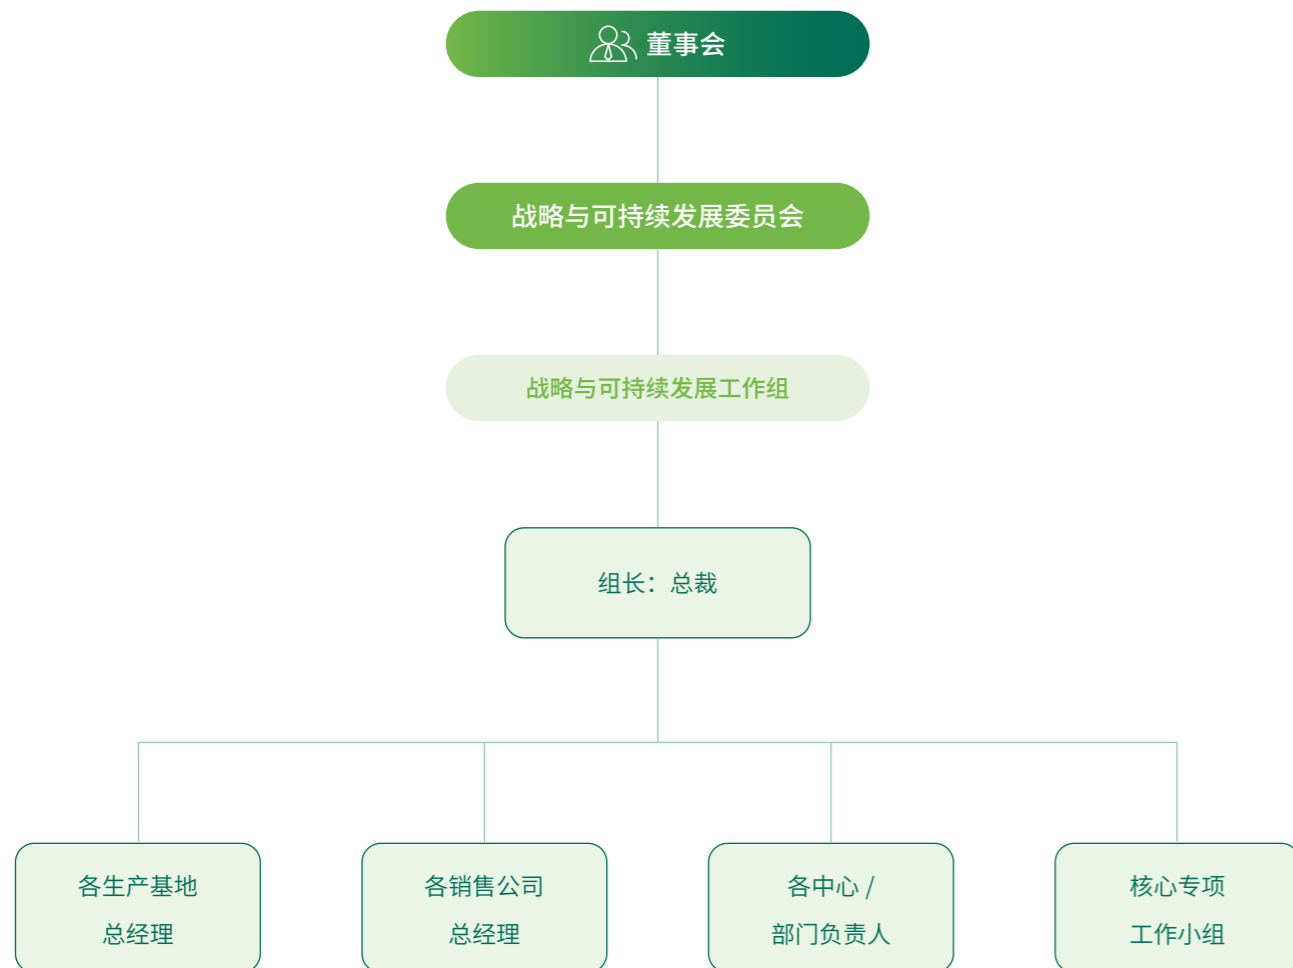 董事会
战略与可持续发展委员会
战略与可持续发展工作组
组长：总裁
各生产基地
总经理
各销售公司
总经理
各中心 /
部门负责人
核心专项
工作小组